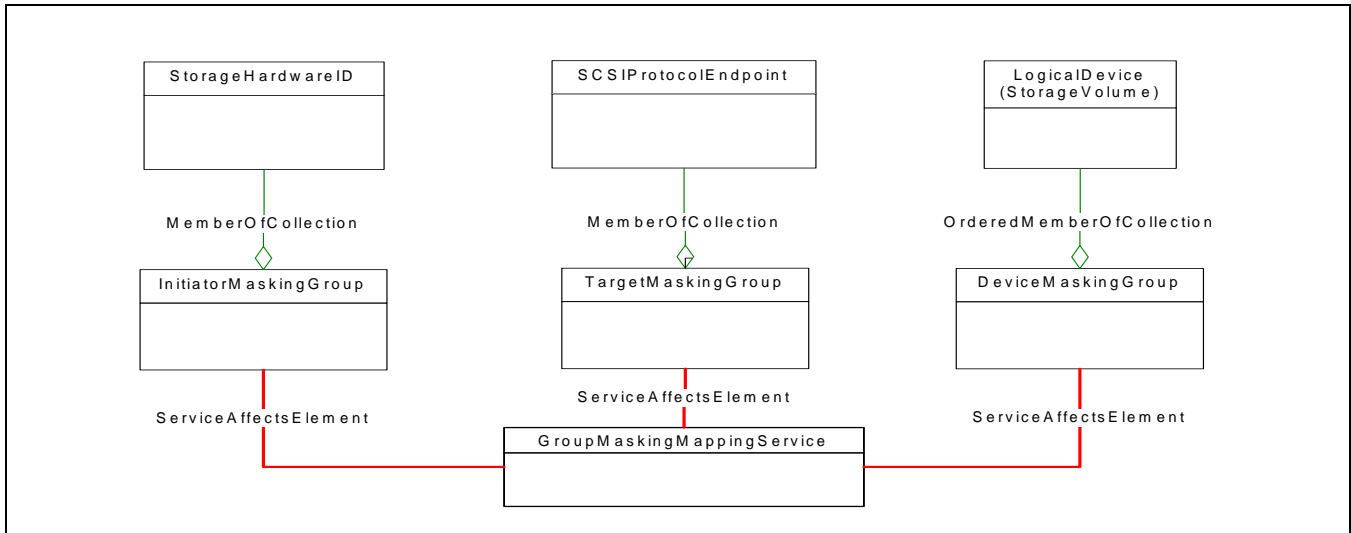 StorageHardwareID
SCSIProtocolEndpoint
LogicalDevice
(StorageVolume)
MemberOfCollection
MemberOfCollection
OrderedMemberOfCollection
InitiatorMaskingGroup
TargetMaskingGroup
DeviceMaskingGroup
ServiceAffectsElement
ServiceAffectsElement
ServiceAffectsElement
GroupMaskingMappingService